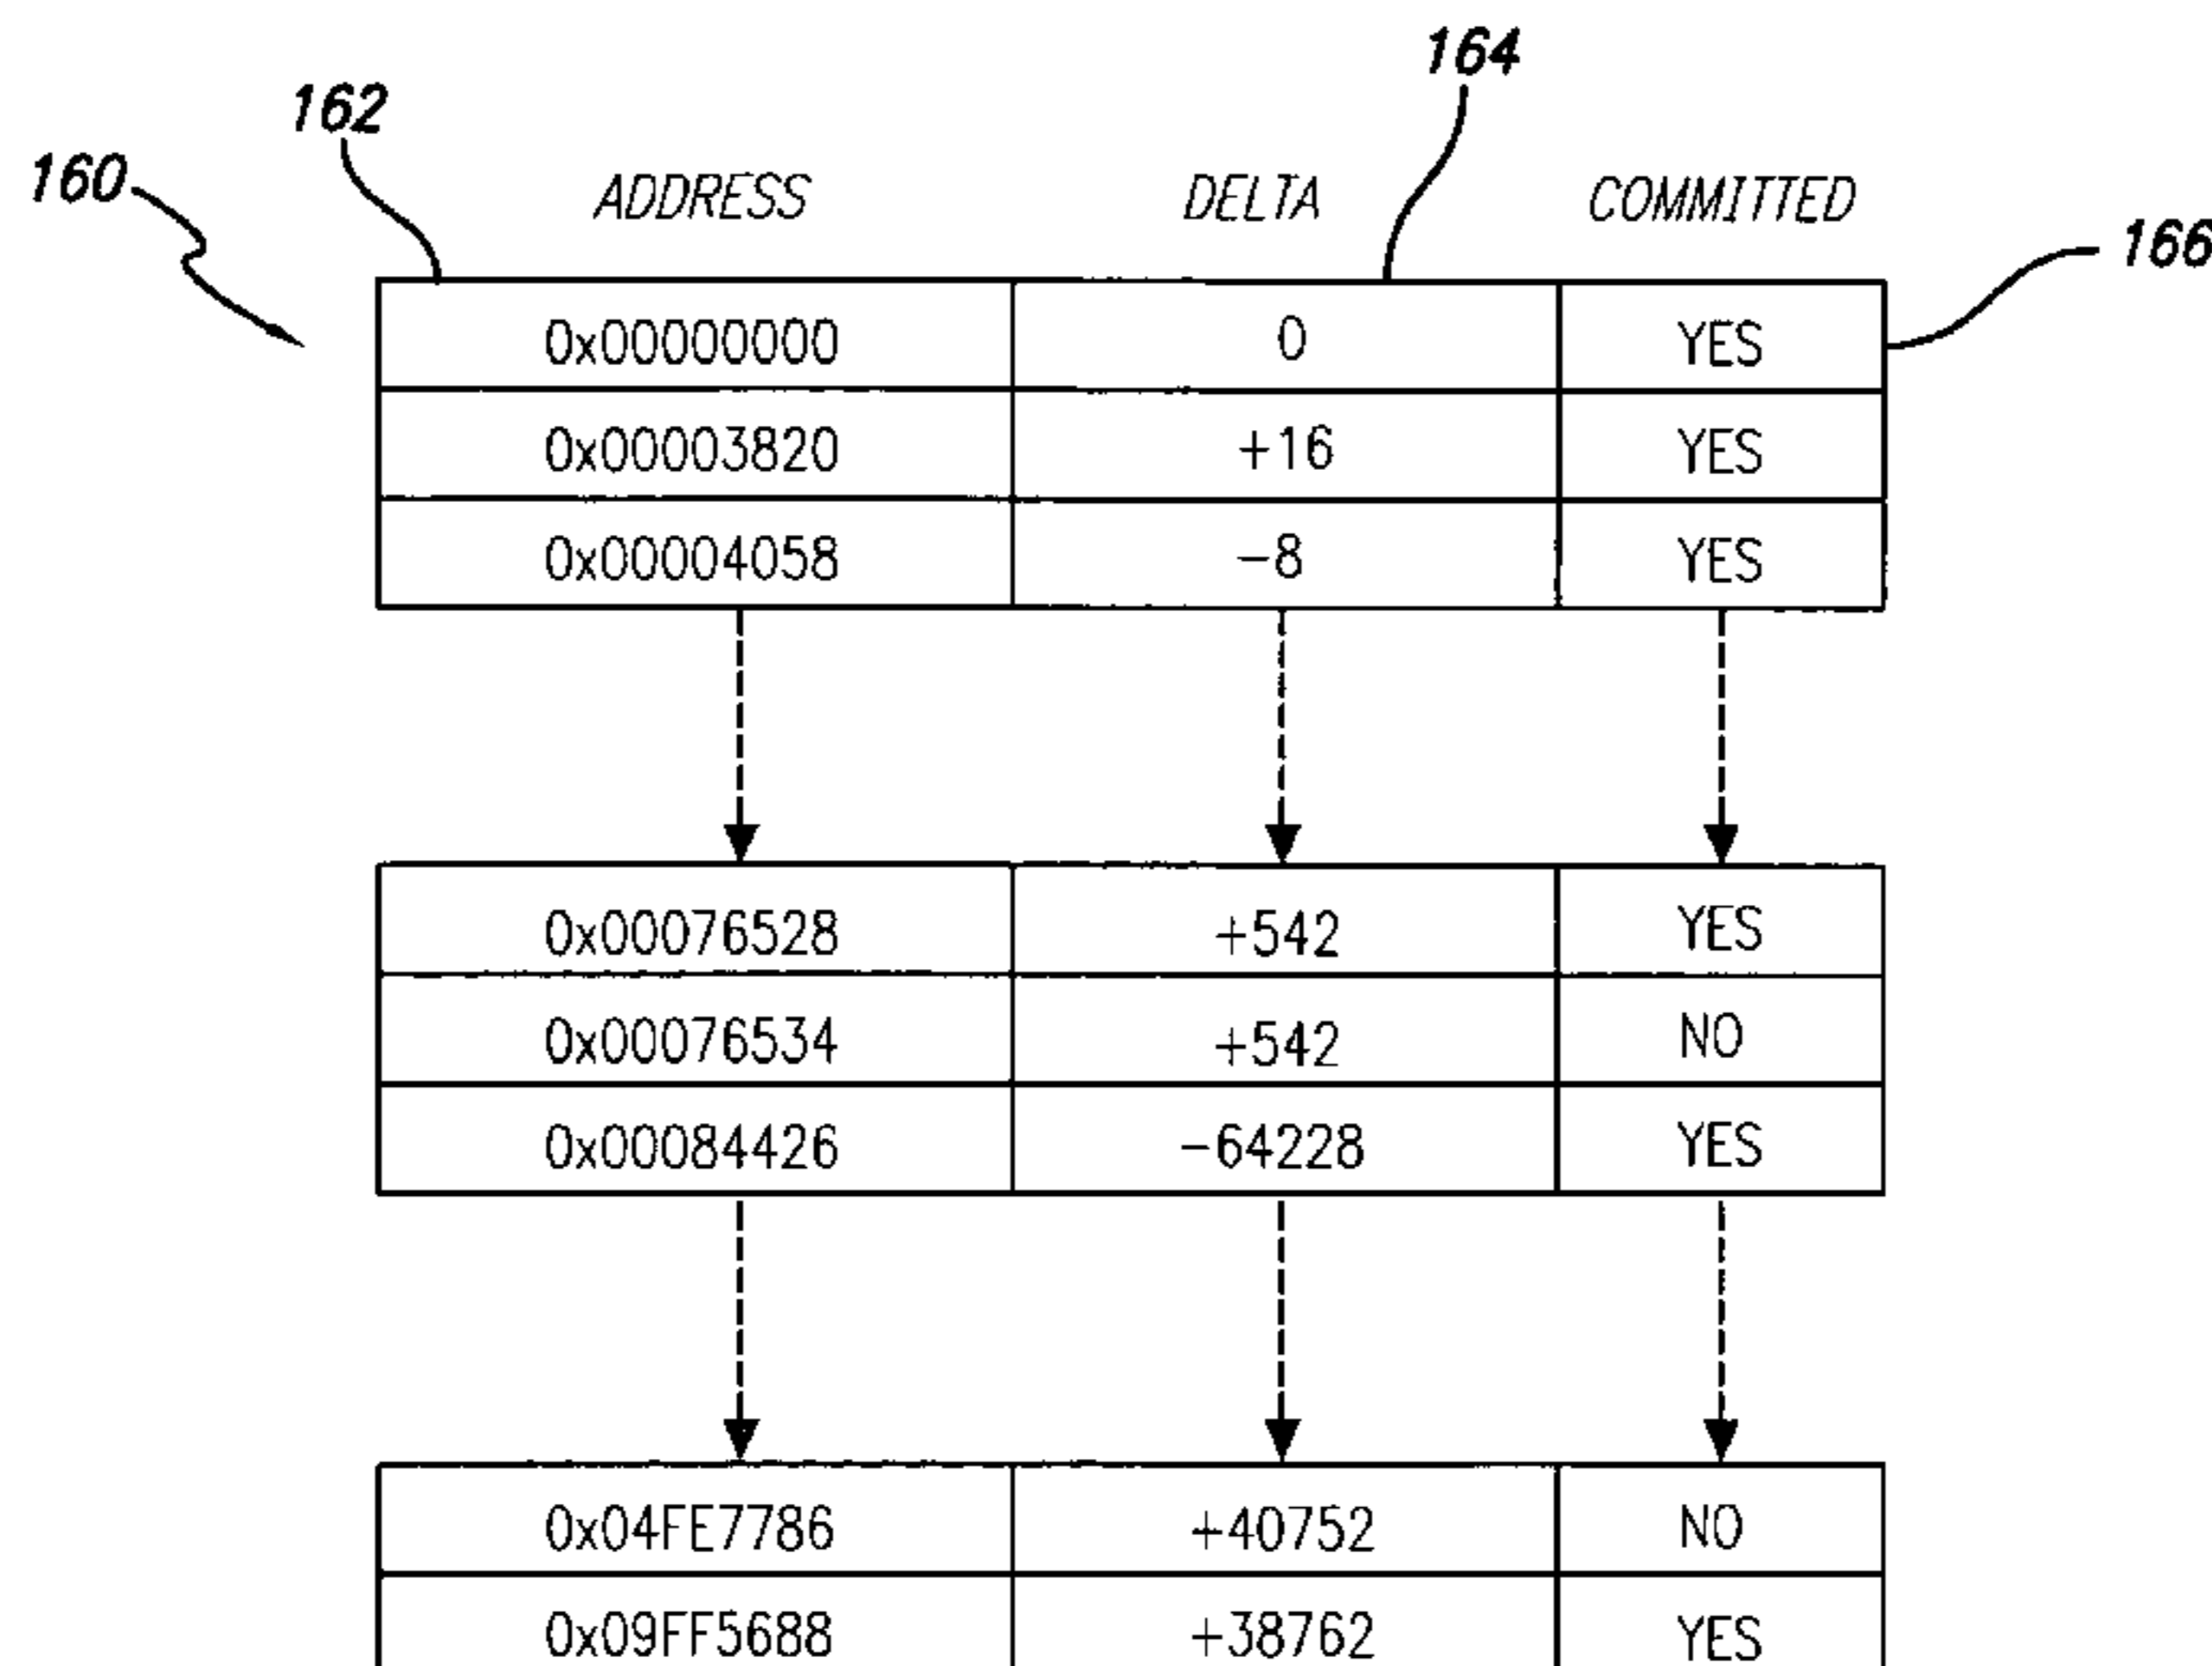 164
162
160 ADDRESS DELTA COMMITTED
166
0x00000000 0 YES
0x00003820 +16 YES
0x00004058 -8 YES
0x00076528 +542 YES
0x00076534 +542 NO
0x00084426 -64228 YES
0x04FE7786 +40752 NO
0x09FF5688 +38762 YES